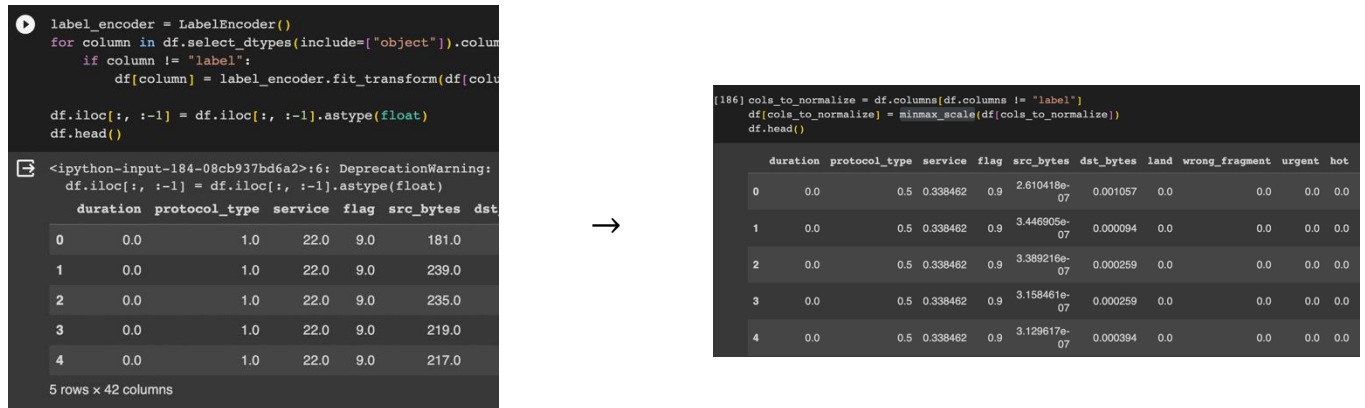 label_encoder = LabelEncoder()
for column in df.select_dtypes(include=["object"]).colum
if column != "label":
df[column] = label_encoder.fit_transform(df[colu
df.iloc[:, :-1] = df.iloc[:, :-1].astype(float)
df.head()
<ipython-input-184-08cb937bd6a2>:6: DeprecationWarning:
df.iloc[:, :-1] = df.iloc[:, :-1].astype(float)
duration protocol_type service flag src_bytes dst_
0 0.0 1.0 22.0 9.0 181.0
1 0.0 1.0 22.0 9.0 239.0
2 0.0 1.0 22.0 9.0 235.0
3 0.0 1.0 22.0 9.0 219.0
4 0.0 1.0 22.0 9.0 217.0
5 rows × 42 columns
→
[186] cols_to_normalize = df.columns[df.columns != "label"]
df[cols_to_normalize] = minmax_scale(df[cols_to_normalize])
df.head()
duration protocol_type service flag src_bytes dst_bytes land wrong_fragment urgent hot
0 0.0 0.5 0.338462 0.9 2.610418e-07 0.001057 0.0 0.0 0.0 0.0
1 0.0 0.5 0.338462 0.9 3.446905e-07 0.000094 0.0 0.0 0.0 0.0
2 0.0 0.5 0.338462 0.9 3.389216e-07 0.000259 0.0 0.0 0.0 0.0
3 0.0 0.5 0.338462 0.9 3.158461e-07 0.000259 0.0 0.0 0.0 0.0
4 0.0 0.5 0.338462 0.9 3.129617e-07 0.000394 0.0 0.0 0.0 0.0